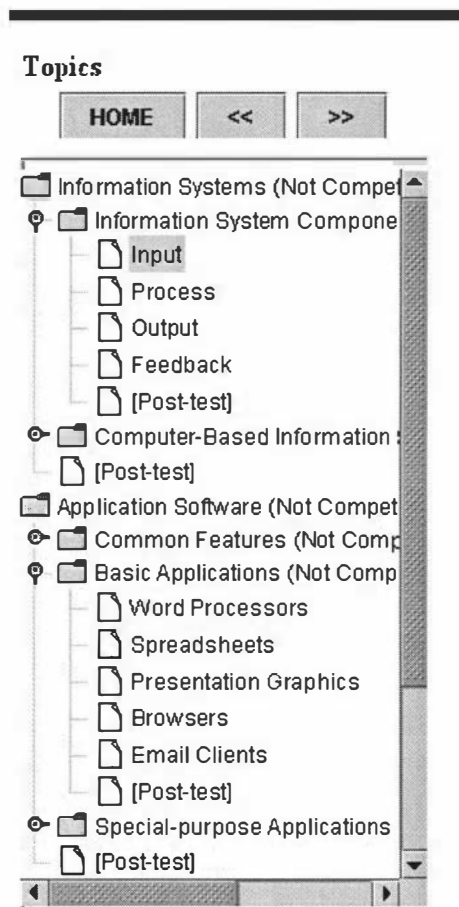 Topics
HOME << >>
Information Systems (Not Compet
Information System Compone
Input
Process
Output
Feedback
[Post-test]
Computer-Based Information
[Post-test]
Application Software (Not Compet
Common Features (Not Comp
Basic Applications (Not Comp
Word Processors
Spreadsheets
Presentation Graphics
Browsers
Email Clients
[Post-test]
Special-purpose Applications
[Post-test]